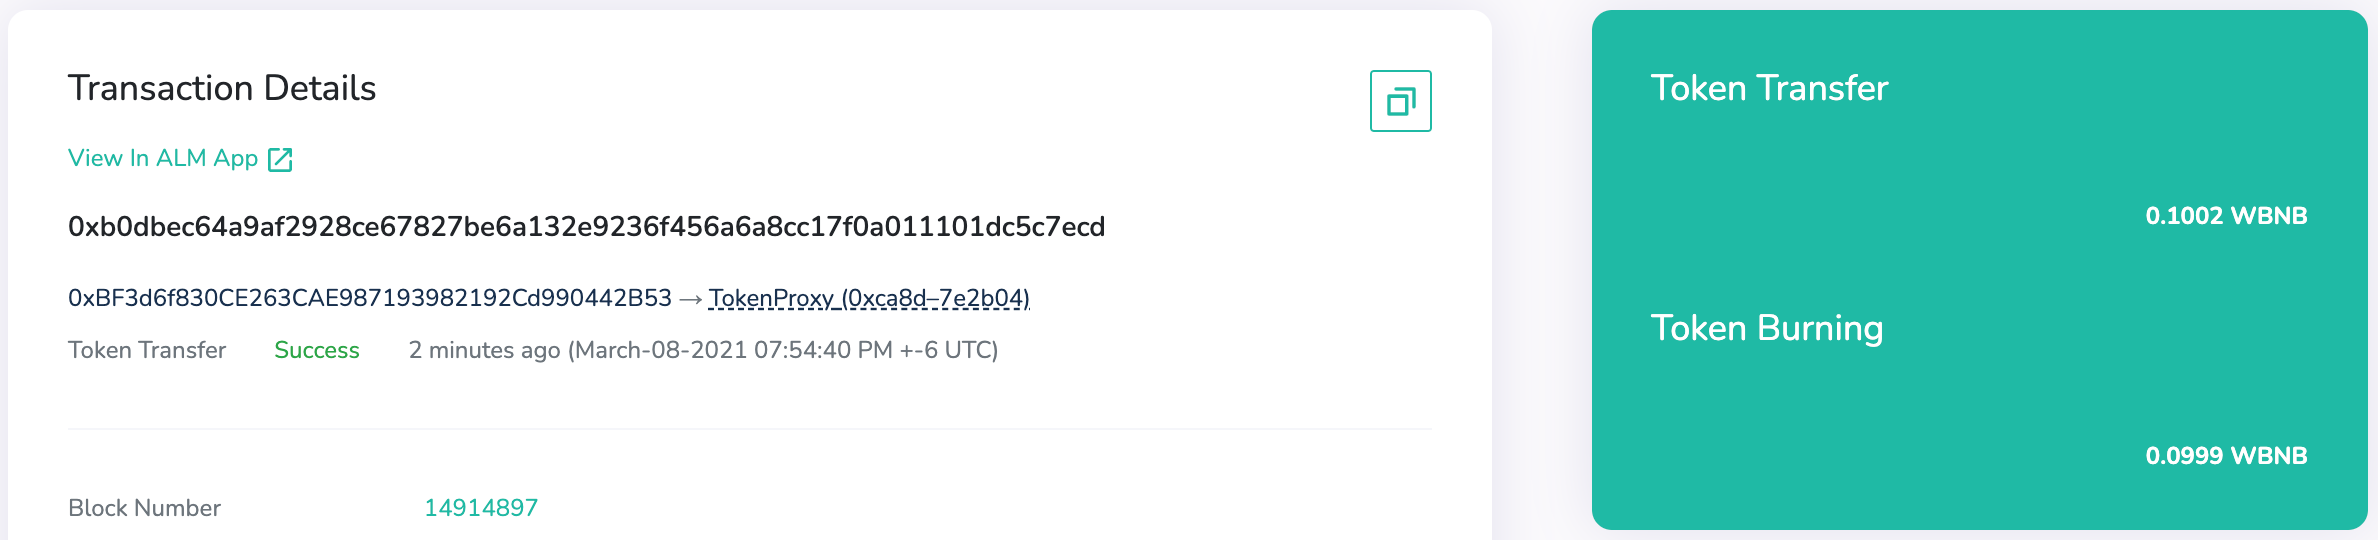 Transaction Details
View In ALM App
0xb0dbec64a9af2928ce67827be6a132e9236f456a6a8cc17f0a011101dc5c7ecd
0xBF3d6f830CE263CAE987193982192Cd990442B53 → TokenProxy (0xca8d–7e2b04)
Token Transfer Success 2 minutes ago (March-08-2021 07:54:40 PM +-6 UTC)
Block Number 14914897
Token Transfer
0.1002 WBNB
Token Burning
0.0999 WBNB